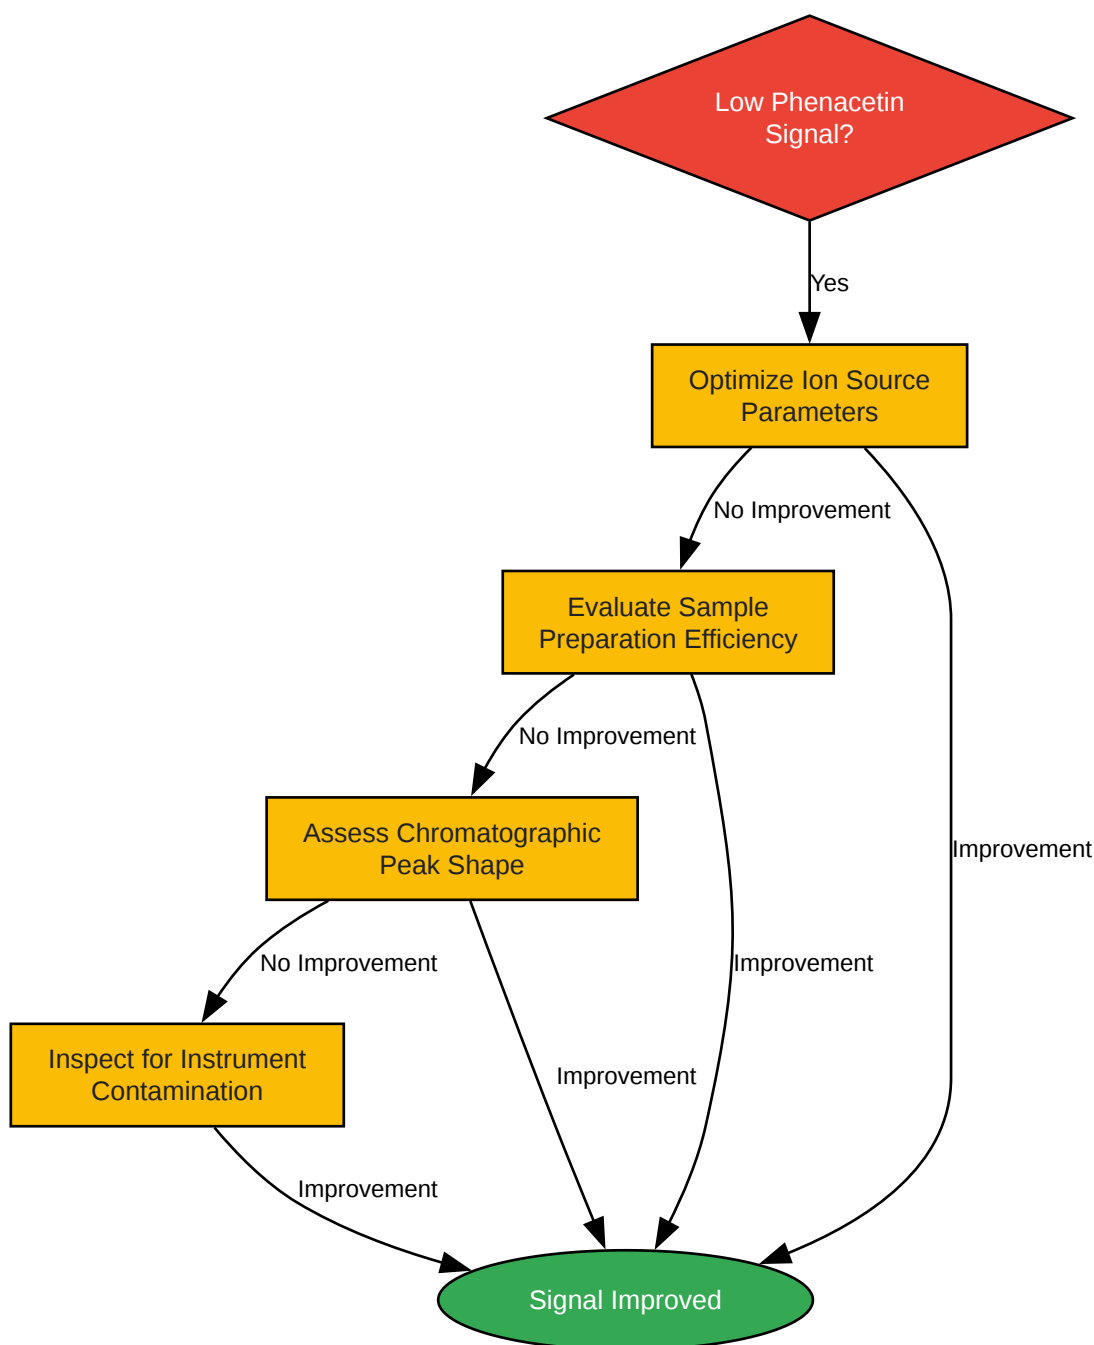 Low Phenacetin
Signal?
Yes
Optimize Ion Source
Parameters
No Improvement
Evaluate Sample
Preparation Efficiency
No Improvement
Assess Chromatographic
Peak Shape
Improvement
No Improvement
Improvement
Inspect for Instrument
Contamination
Improvement
Improvement
Signal Improved